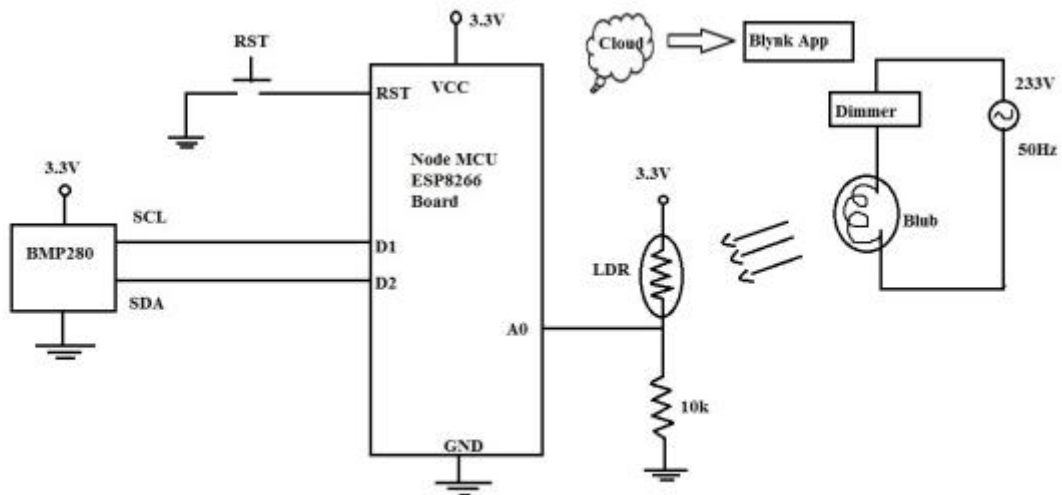 3.3V
RST
Cloud
Blynk App
VCC
RST
233V
Dimmer
50Hz
Node MCU
ESP8266
Board
3.3V
3.3V
SCL
BMP280
D1
LDR
Blub
D2
SDA
A0
10k
GND